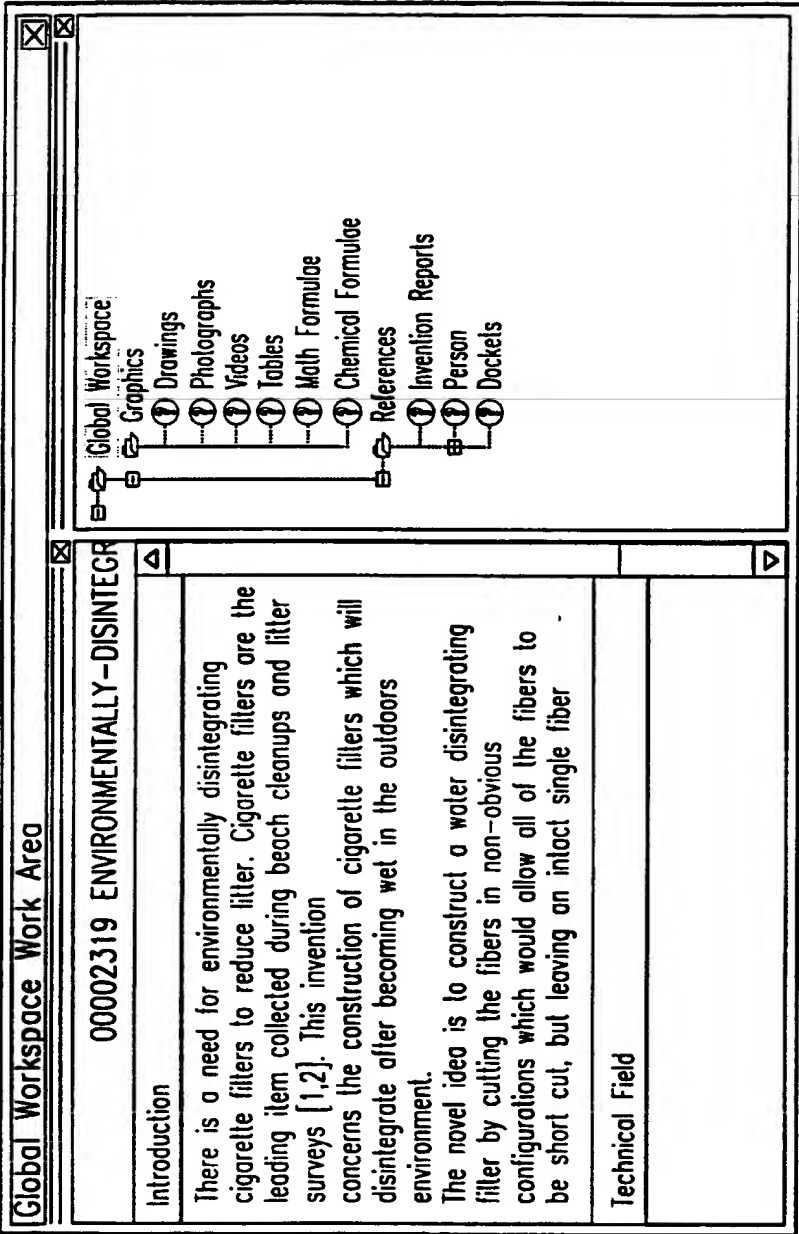 Global Workspace Work Area
00002319 ENVIRONMENTALLY-DISINTEGR
Introduction
There is a need for environmentally disintegrating
cigarette filters to reduce litter. Cigarette filters are the
leading item collected during beach cleanups and litter
surveys [1,2]. This invention
concerns the construction of cigarette filters which will
disintegrate after becoming wet in the outdoors
environment.
The novel idea is to construct a water disintegrating
filter by cutting the fibers in non-obvious
configurations which would allow all of the fibers to
be short cut, but leaving an intact single fiber
Technical Field
Global Workspace
Graphics
Drawings
Photographs
Videos
Tables
Math Formulae
Chemical Formulae
References
Invention Reports
Person
Dockets